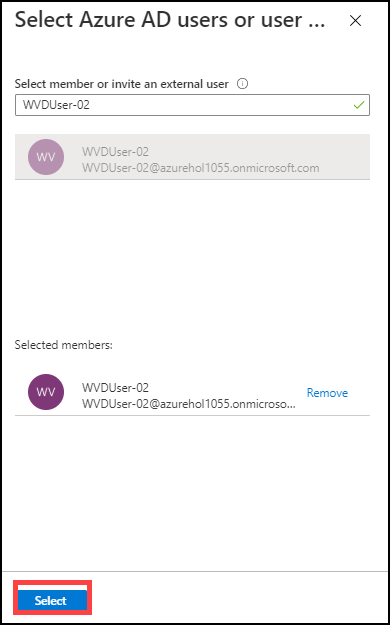 Select Azure AD users or user ...
Select member or invite an external user
WVDUser-02
WV
WVDUser-02
WVDUser-02@azurehol1055.onmicrosoft.com
Selected members:
WV
WVDUser-02
WVDUser-02@azurehol1055.onmicroso...
Remove
Select